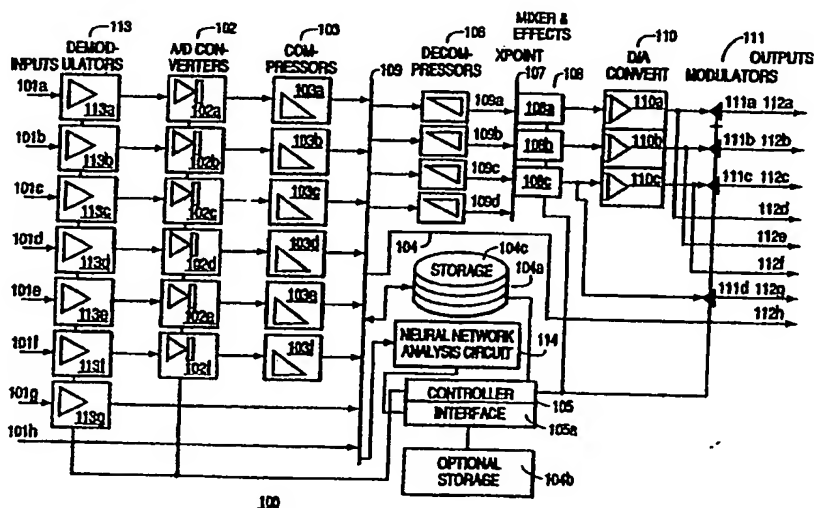 113
DEMOD-
ULATORS
INPUTS
102
A/D CON-
VERTERS
103
COM-
PRESSORS
106
DECOMP-
RESSORS
109
MIXER &
EFFECTS
XPOINT
107
108
110
D/A
CONVERT
111
MODULATORS
OUTPUTS
101a
113a
102a
103a
109a
108a
110a
111a
112a
101b
113b
102b
103b
109b
108b
110b
111b
112b
101c
113c
102c
103c
109c
108c
110c
111c
112c
101d
113d
102d
103d
109d
112d
104
104c
112e
STORAGE
104a
112f
101e
113e
102e
103e
111d
112g
112h
NEURAL NETWORK
ANALYSIS CIRCUIT
114
101f
113f
102f
103f
101g
113g
CONTROLLER
105
INTERFACE
105a
101h
OPTIONAL
STORAGE
104b
100